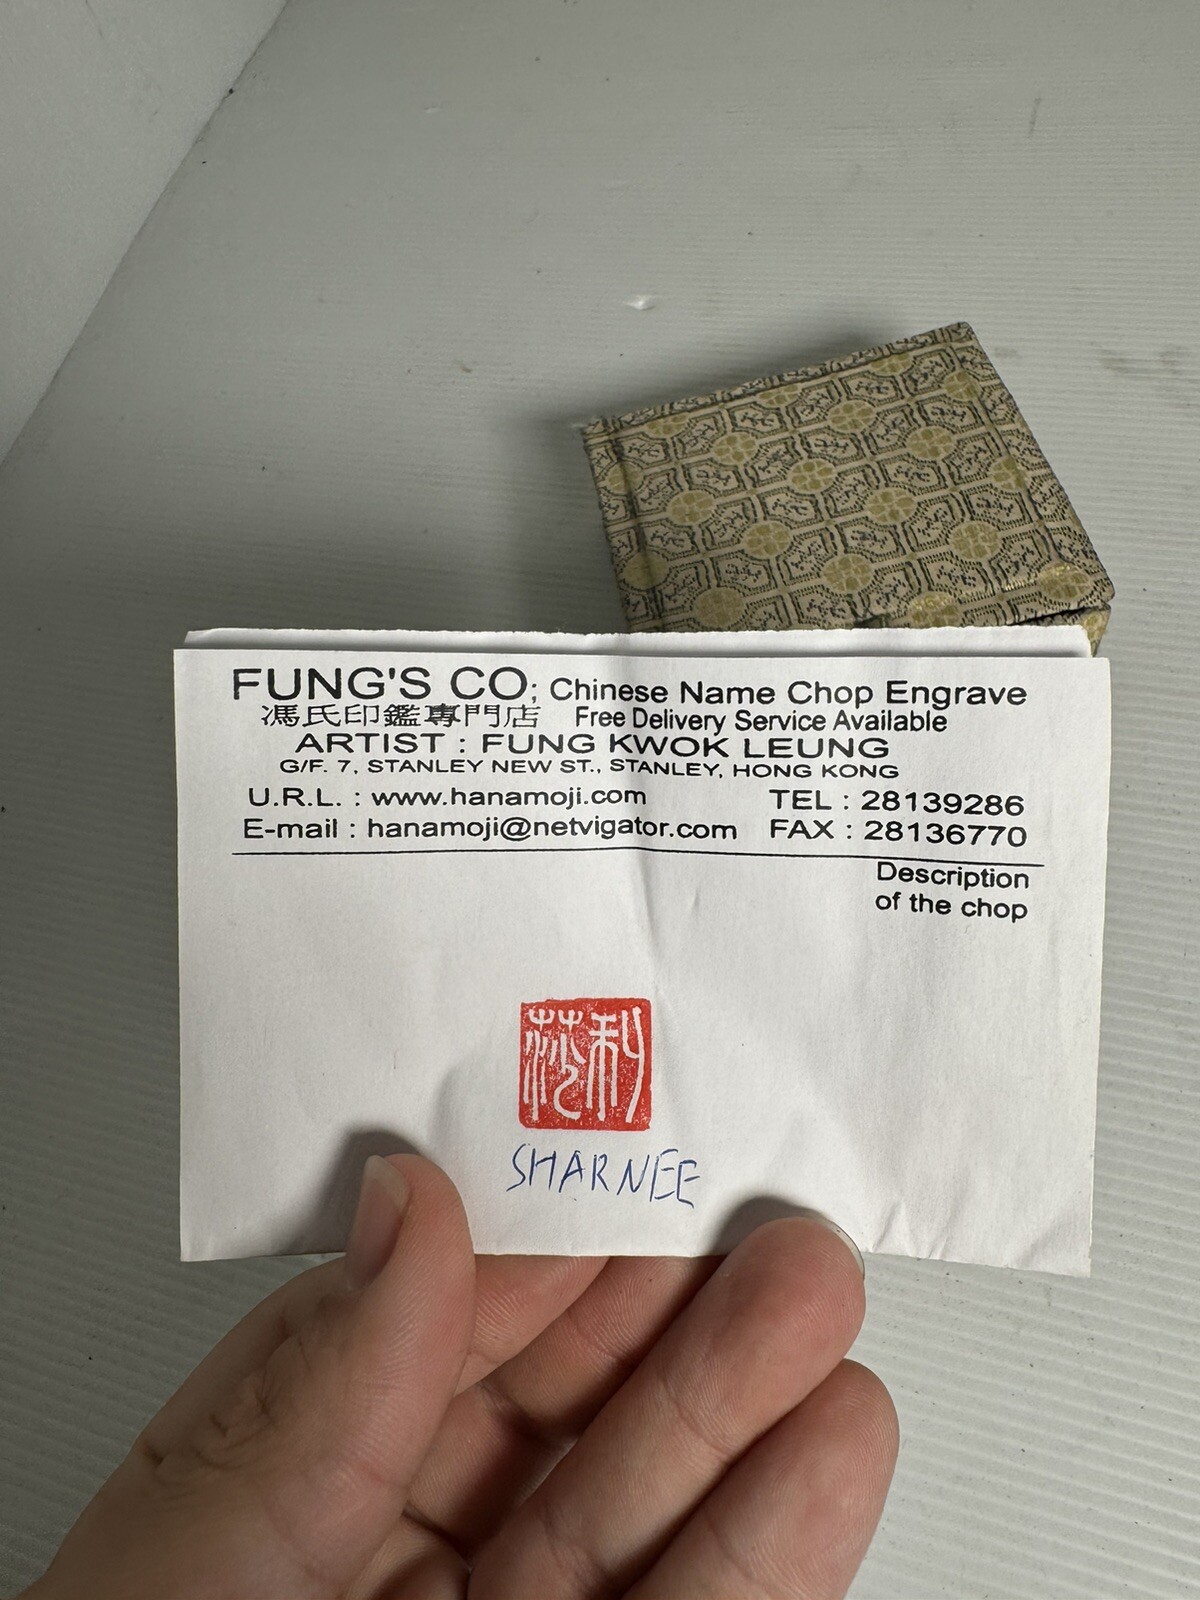 FUNG'S CO; Chinese Name Chop Engrave
馮氏印鑑專門店 Free Delivery Service Available
ARTIST : FUNG KWOK LEUNG
G/F. 7, STANLEY NEW ST., STANLEY, HONG KONG
U.R.L. : www.hanamoji.com TEL : 28139286
E-mail : hanamoji@netvigator.com FAX : 28136770
Description
of the chop
莎利
SHARNEE